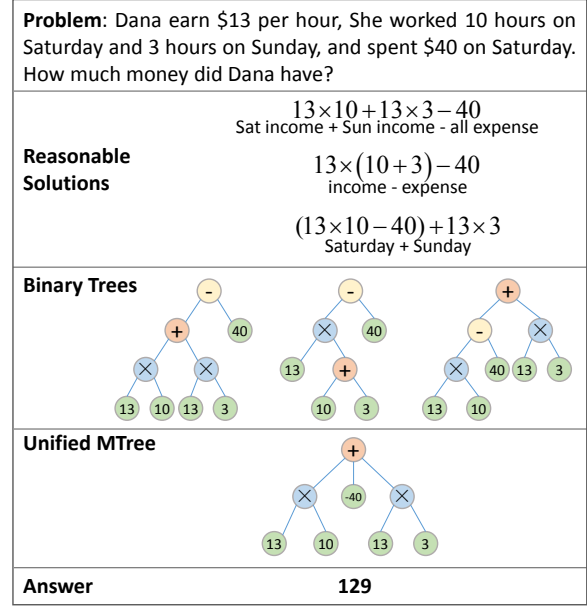 Problem: Dana earn $13 per hour, She worked 10 hours on
Saturday and 3 hours on Sunday, and spent $40 on Saturday.
How much money did Dana have?
Reasonable
Solutions
13×10+13×3−40
Sat income + Sun income - all expense
13×(10+3)−40
income - expense
(13×10−40)+13×3
Saturday + Sunday
Binary Trees
-
+ 40
× ×
13 10 13 3
-
× 40
13 +
10 3
+
- ×
× 40 13 3
13 10
Unified MTree
+
× -40 ×
13 10 13 3
Answer 129